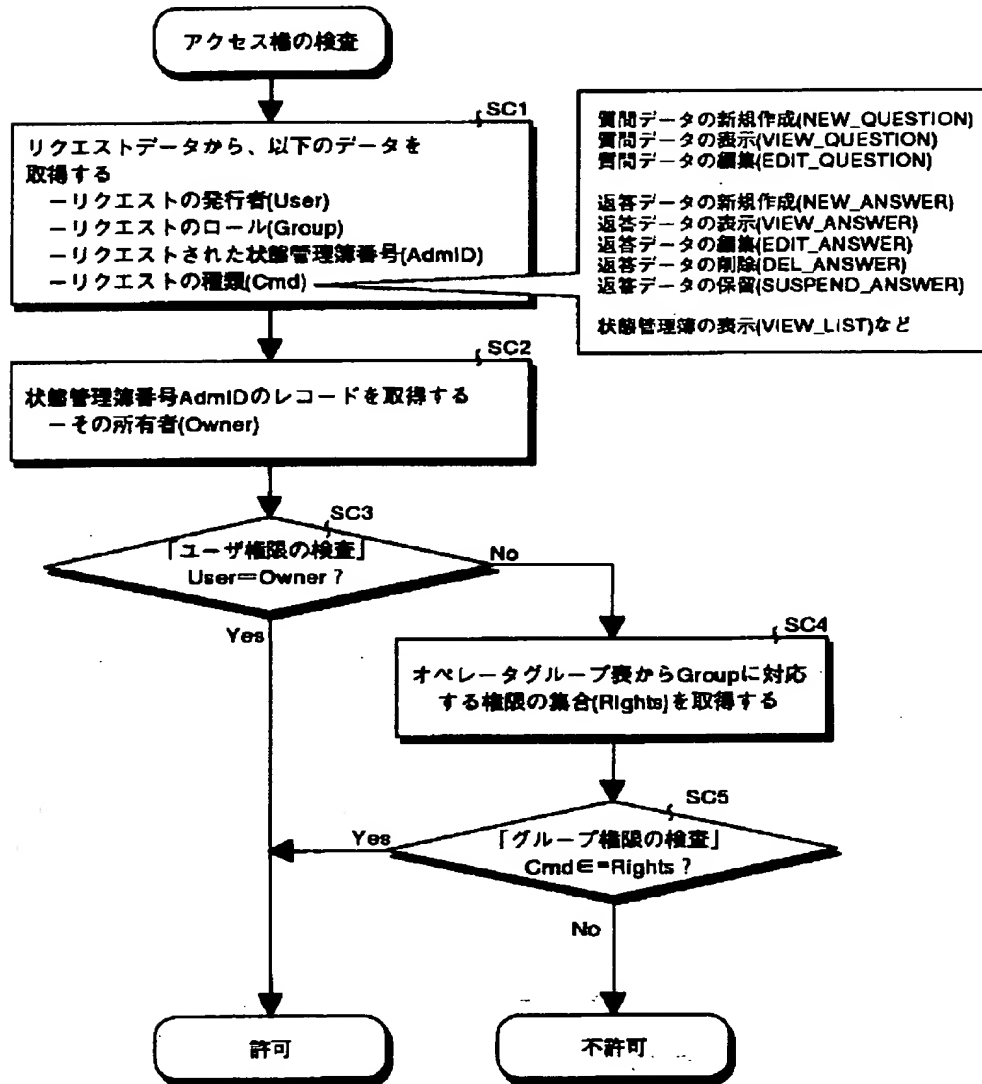 アクセス権の検査
SC1
リクエストデータから、以下のデータを
取得する
－リクエストの発行者(User)
－リクエストのロール(Group)
－リクエストされた状態管理簿番号(AdmID)
－リクエストの種類(Cmd)
質問データの新規作成(NEW_QUESTION)
質問データの表示(VIEW_QUESTION)
質問データの編集(EDIT_QUESTION)
返答データの新規作成(NEW_ANSWER)
返答データの表示(VIEW_ANSWER)
返答データの編集(EDIT_ANSWER)
返答データの削除(DEL_ANSWER)
返答データの保留(SUSPEND_ANSWER)
状態管理簿の表示(VIEW_LIST)など
SC2
状態管理簿番号AdmIDのレコードを取得する
－その所有者(Owner)
SC3
「ユーザ権限の検査」
User＝Owner？
No
Yes
SC4
オペレータグループ表からGroupに対応
する権限の集合(Rights)を取得する
SC5
「グループ権限の検査」
Cmd∈=Rights？
Yes
No
許可
不許可